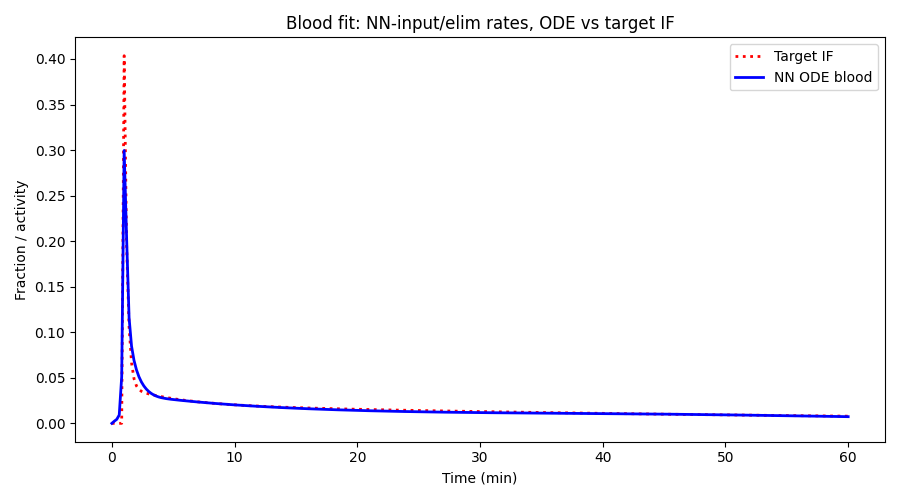 Blood fit: NN-input/elim rates, ODE vs target IF
Target IF
NN ODE blood
Fraction / activity
0.40
0.35
0.30
0.25
0.20
0.15
0.10
0.05
0.00
0 10 20 30 40 50 60
Time (min)